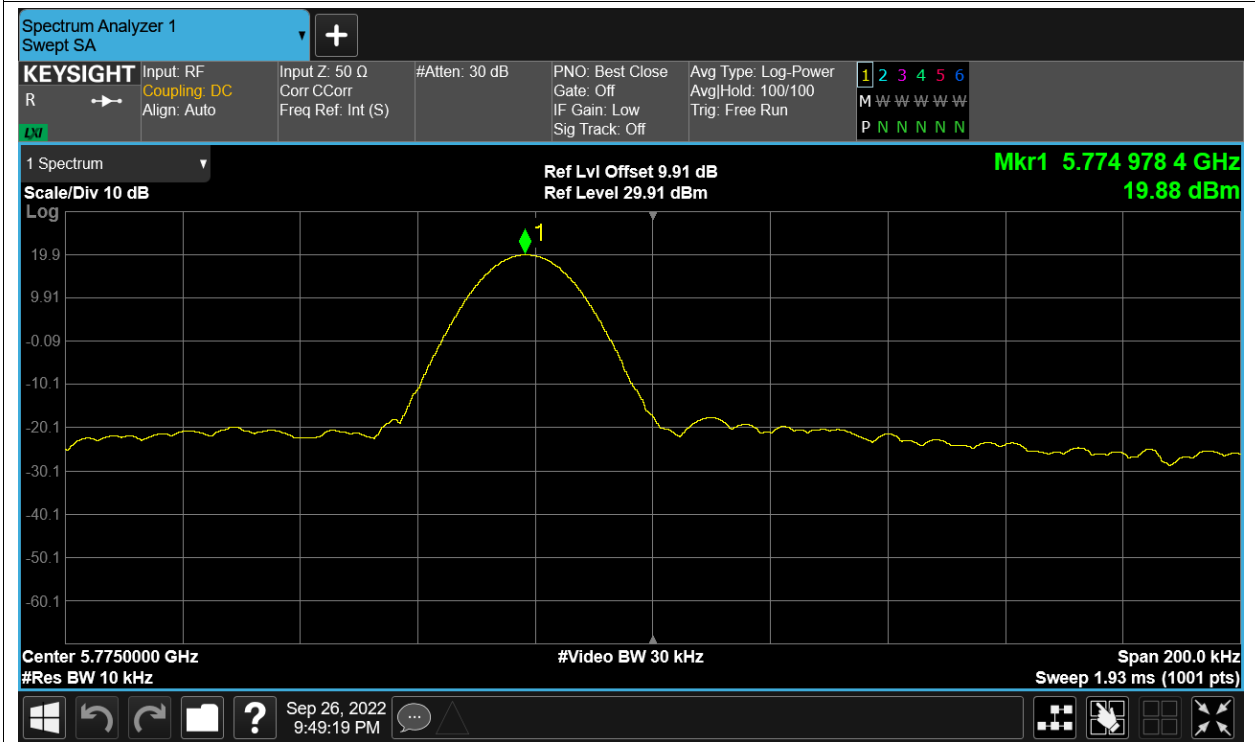 Spectrum Analyzer 1
Swept SA
+
KEYSIGHT
R
LXI
Input: RF
Coupling: DC
Align: Auto
Input Z: 50 Ω
Corr CCorr
Freq Ref: Int (S)
#Atten: 30 dB
PNO: Best Close
Gate: Off
IF Gain: Low
Sig Track: Off
Avg Type: Log-Power
Avg|Hold: 100/100
Trig: Free Run
1 2 3 4 5 6
M W W W W W
P N N N N N
1 Spectrum
Scale/Div 10 dB
Ref Lvl Offset 9.91 dB
Ref Level 29.91 dBm
Mkr1 5.774 978 4 GHz
19.88 dBm
Log
1
19.9
9.91
-0.09
-10.1
-20.1
-30.1
-40.1
-50.1
-60.1
Center 5.7750000 GHz
#Res BW 10 kHz
#Video BW 30 kHz
Span 200.0 kHz
Sweep 1.93 ms (1001 pts)
?
Sep 26, 2022
9:49:19 PM